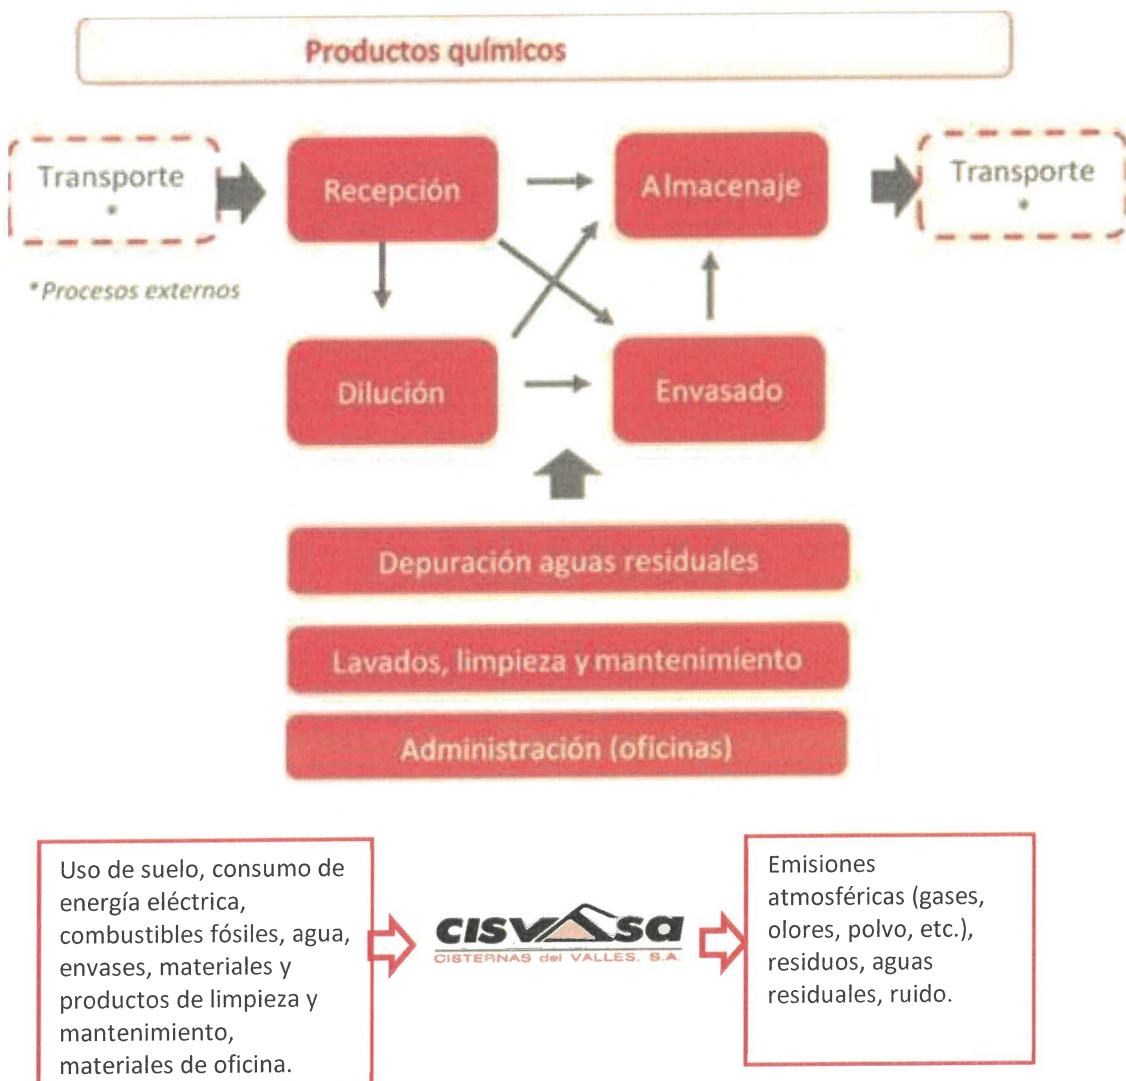 Productos químicos
Transporte
*
Recepción
Almacenaje
Transporte
*
*Procesos externos
Dilución
Envasado
Depuración aguas residuales
Lavados, limpieza y mantenimiento
Administración (oficinas)
Uso de suelo, consumo de
energía eléctrica,
combustibles fósiles, agua,
envases, materiales y
productos de limpieza y
mantenimiento,
materiales de oficina.
CISVASA
CISTERNAS del VALLES, S.A.
Emisiones
atmosféricas (gases,
olores, polvo, etc.),
residuos, aguas
residuales, ruido.